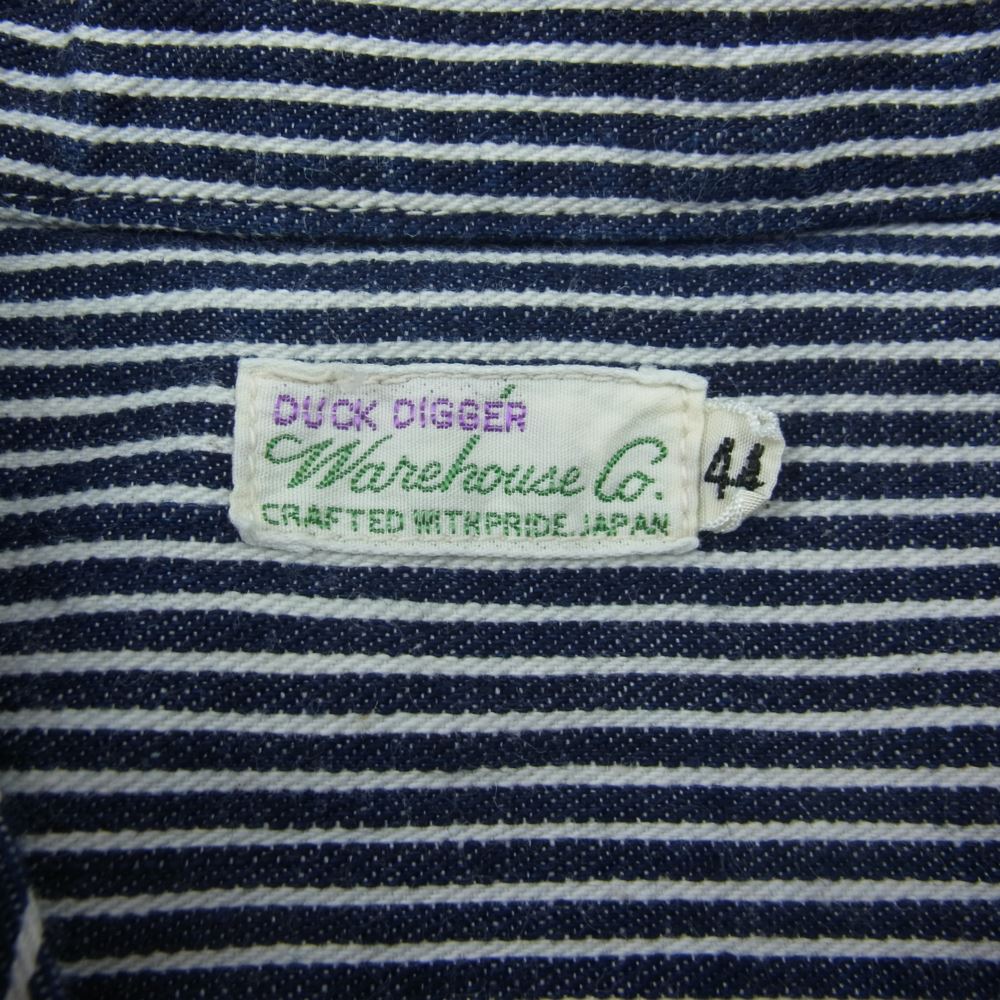 DUCK DIGGER
Warehouse Co.
CRAFTED WITH PRIDE, JAPAN
44